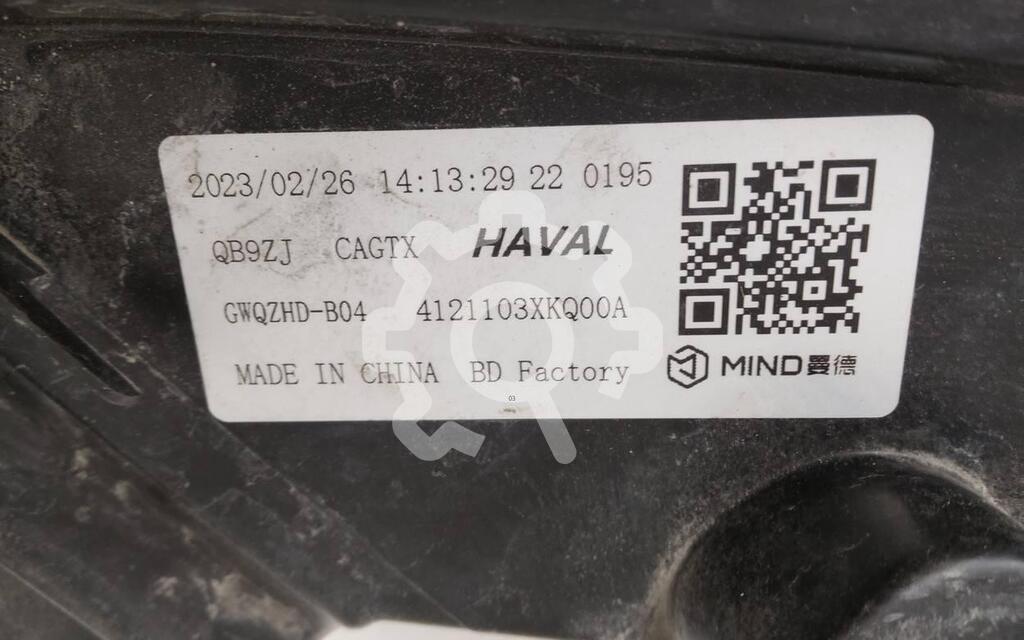 2023/02/26 14:13:29 22 0195
QB9ZJ CAGTX HAVAL
GWQZHD-B04 4121103XKQ00A
MADE IN CHINA BD Factory
03
MIND曼德